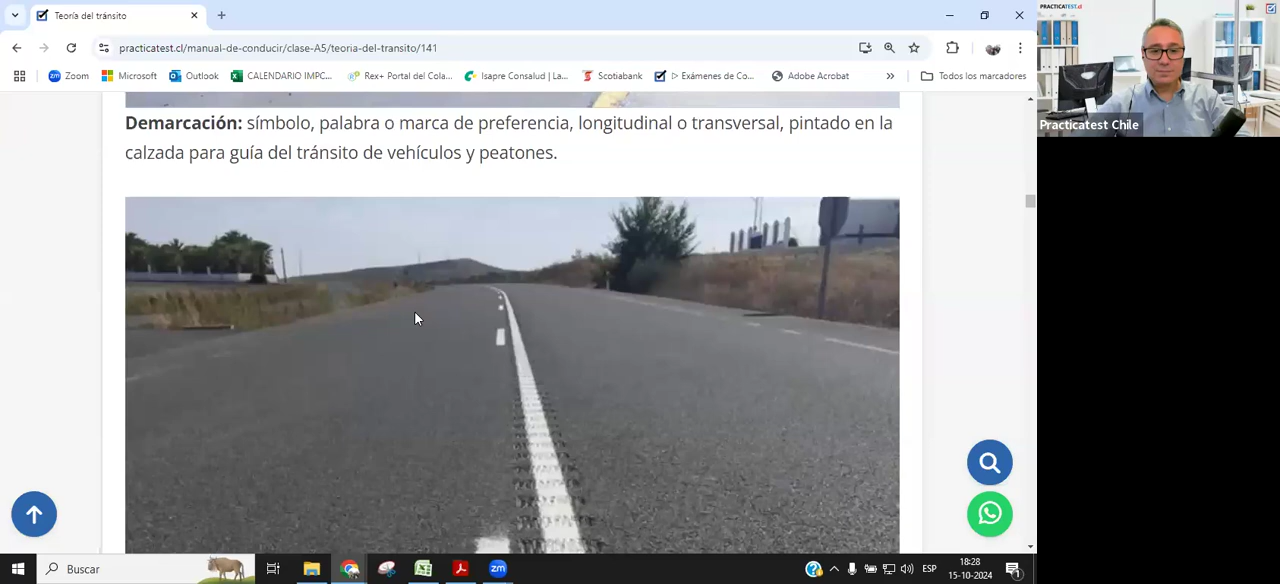 Teoría del tránsito
practicatest.cl/manual-de-conducir/clase-A5/teoria-del-transito/141
Zoom
Microsoft
Outlook
CALENDARIO IMPC...
Rex+ Portal del Cola...
Isapre Consalud | La...
Scotiabank
▷ Exámenes de Co...
Adobe Acrobat
»
Todos los marcadores
PRACTICATEST.cl
Practicatest Chile
Demarcación: símbolo, palabra o marca de preferencia, longitudinal o transversal, pintado en la
calzada para guía del tránsito de vehículos y peatones.
Buscar
ESP
18:28
15-10-2024